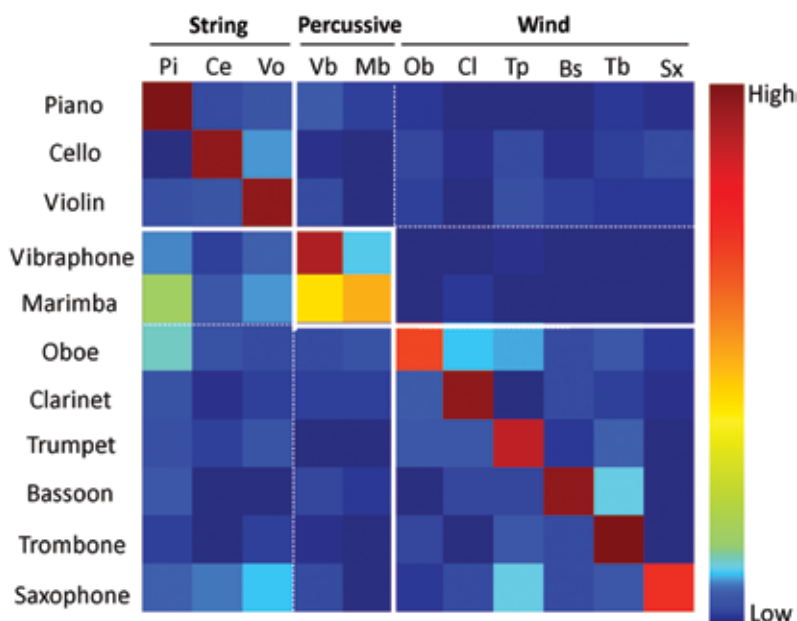 String Percussive Wind
Pi Ce Vo Vb Mb Ob Cl Tp Bs Tb Sx
High
Piano
Cello
Violin
Vibraphone
Marimba
Oboe
Clarinet
Trumpet
Bassoon
Trombone
Saxophone
Low